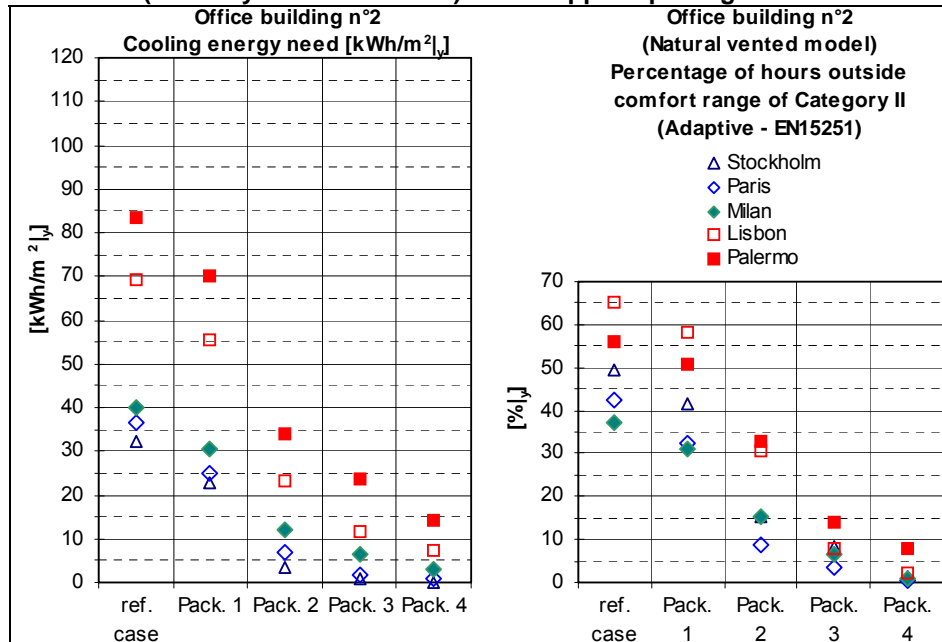 Office building n°2
Cooling energy need [kWh/m²|y]
120
110
100
90
80
70
60
50
40
30
20
10
0
[kWh/m²|y]
ref. case
Pack. 1
Pack. 2
Pack. 3
Pack. 4
Office building n°2
(Natural vented model)
Percentage of hours outside
comfort range of Category II
(Adaptive - EN15251)
Stockholm
Paris
Milan
Lisbon
Palermo
70
60
50
40
30
20
10
0
[%|y]
ref. case
Pack. 1
Pack. 2
Pack. 3
Pack. 4